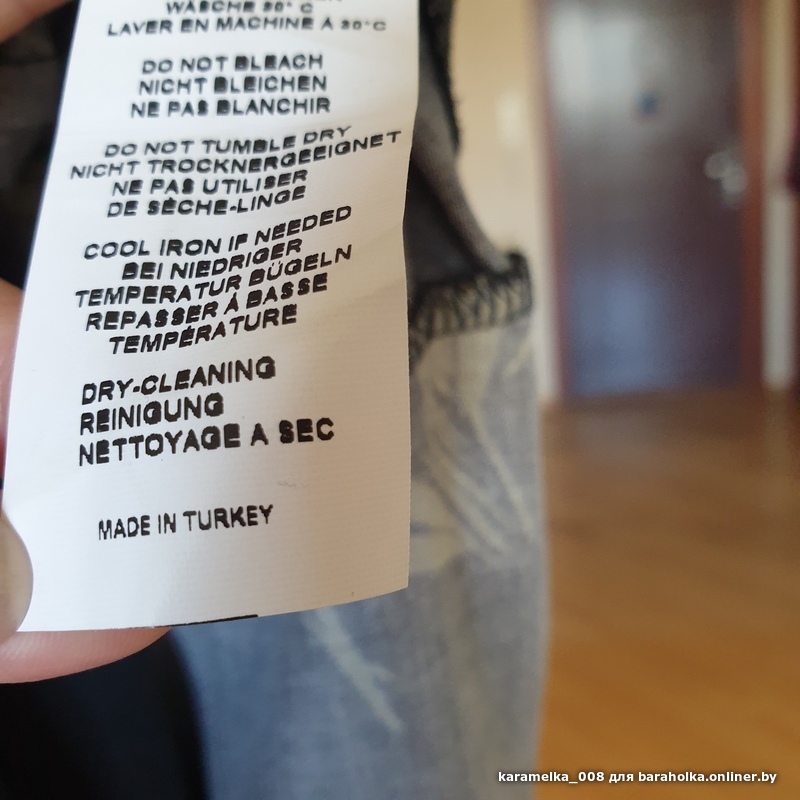 WÄSCHE 30° C
LAVER EN MACHINE À 30°C
DO NOT BLEACH
NICHT BLEICHEN
NE PAS BLANCHIR
DO NOT TUMBLE DRY
NICHT TROCKNERGEEIGNET
NE PAS UTILISER
DE SÈCHE-LINGE
COOL IRON IF NEEDED
BEI NIEDRIGER
TEMPERATUR BÜGELN
REPASSER À BASSE
TEMPÉRATURE
DRY-CLEANING
REINIGUNG
NETTOYAGE A SEC
MADE IN TURKEY
karamelka_008 для baraholka.onliner.by